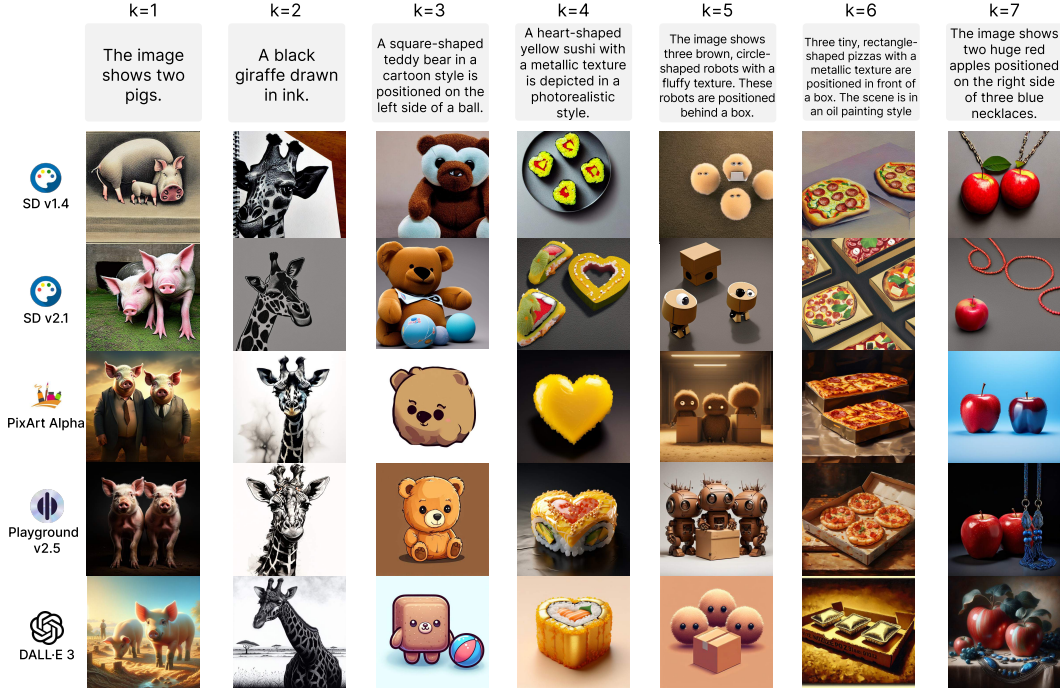 k=1
k=2
k=3
k=4
k=5
k=6
k=7
The image
shows two
pigs.
A black
giraffe drawn
in ink.
A square-shaped
teddy bear in a
cartoon style is
positioned on the
left side of a ball.
A heart-shaped
yellow sushi with
a metallic texture
is depicted in a
photorealistic
style.
The image shows
three brown, circle-
shaped robots with a
fluffy texture. These
robots are positioned
behind a box.
Three tiny, rectangle-
shaped pizzas with a
metallic texture are
positioned in front of
a box. The scene is in
an oil painting style
The image shows
two huge red
apples positioned
on the right side
of three blue
necklaces.
SD v1.4
SD v2.1
PixArt Alpha
Playground
v2.5
DALL·E 3